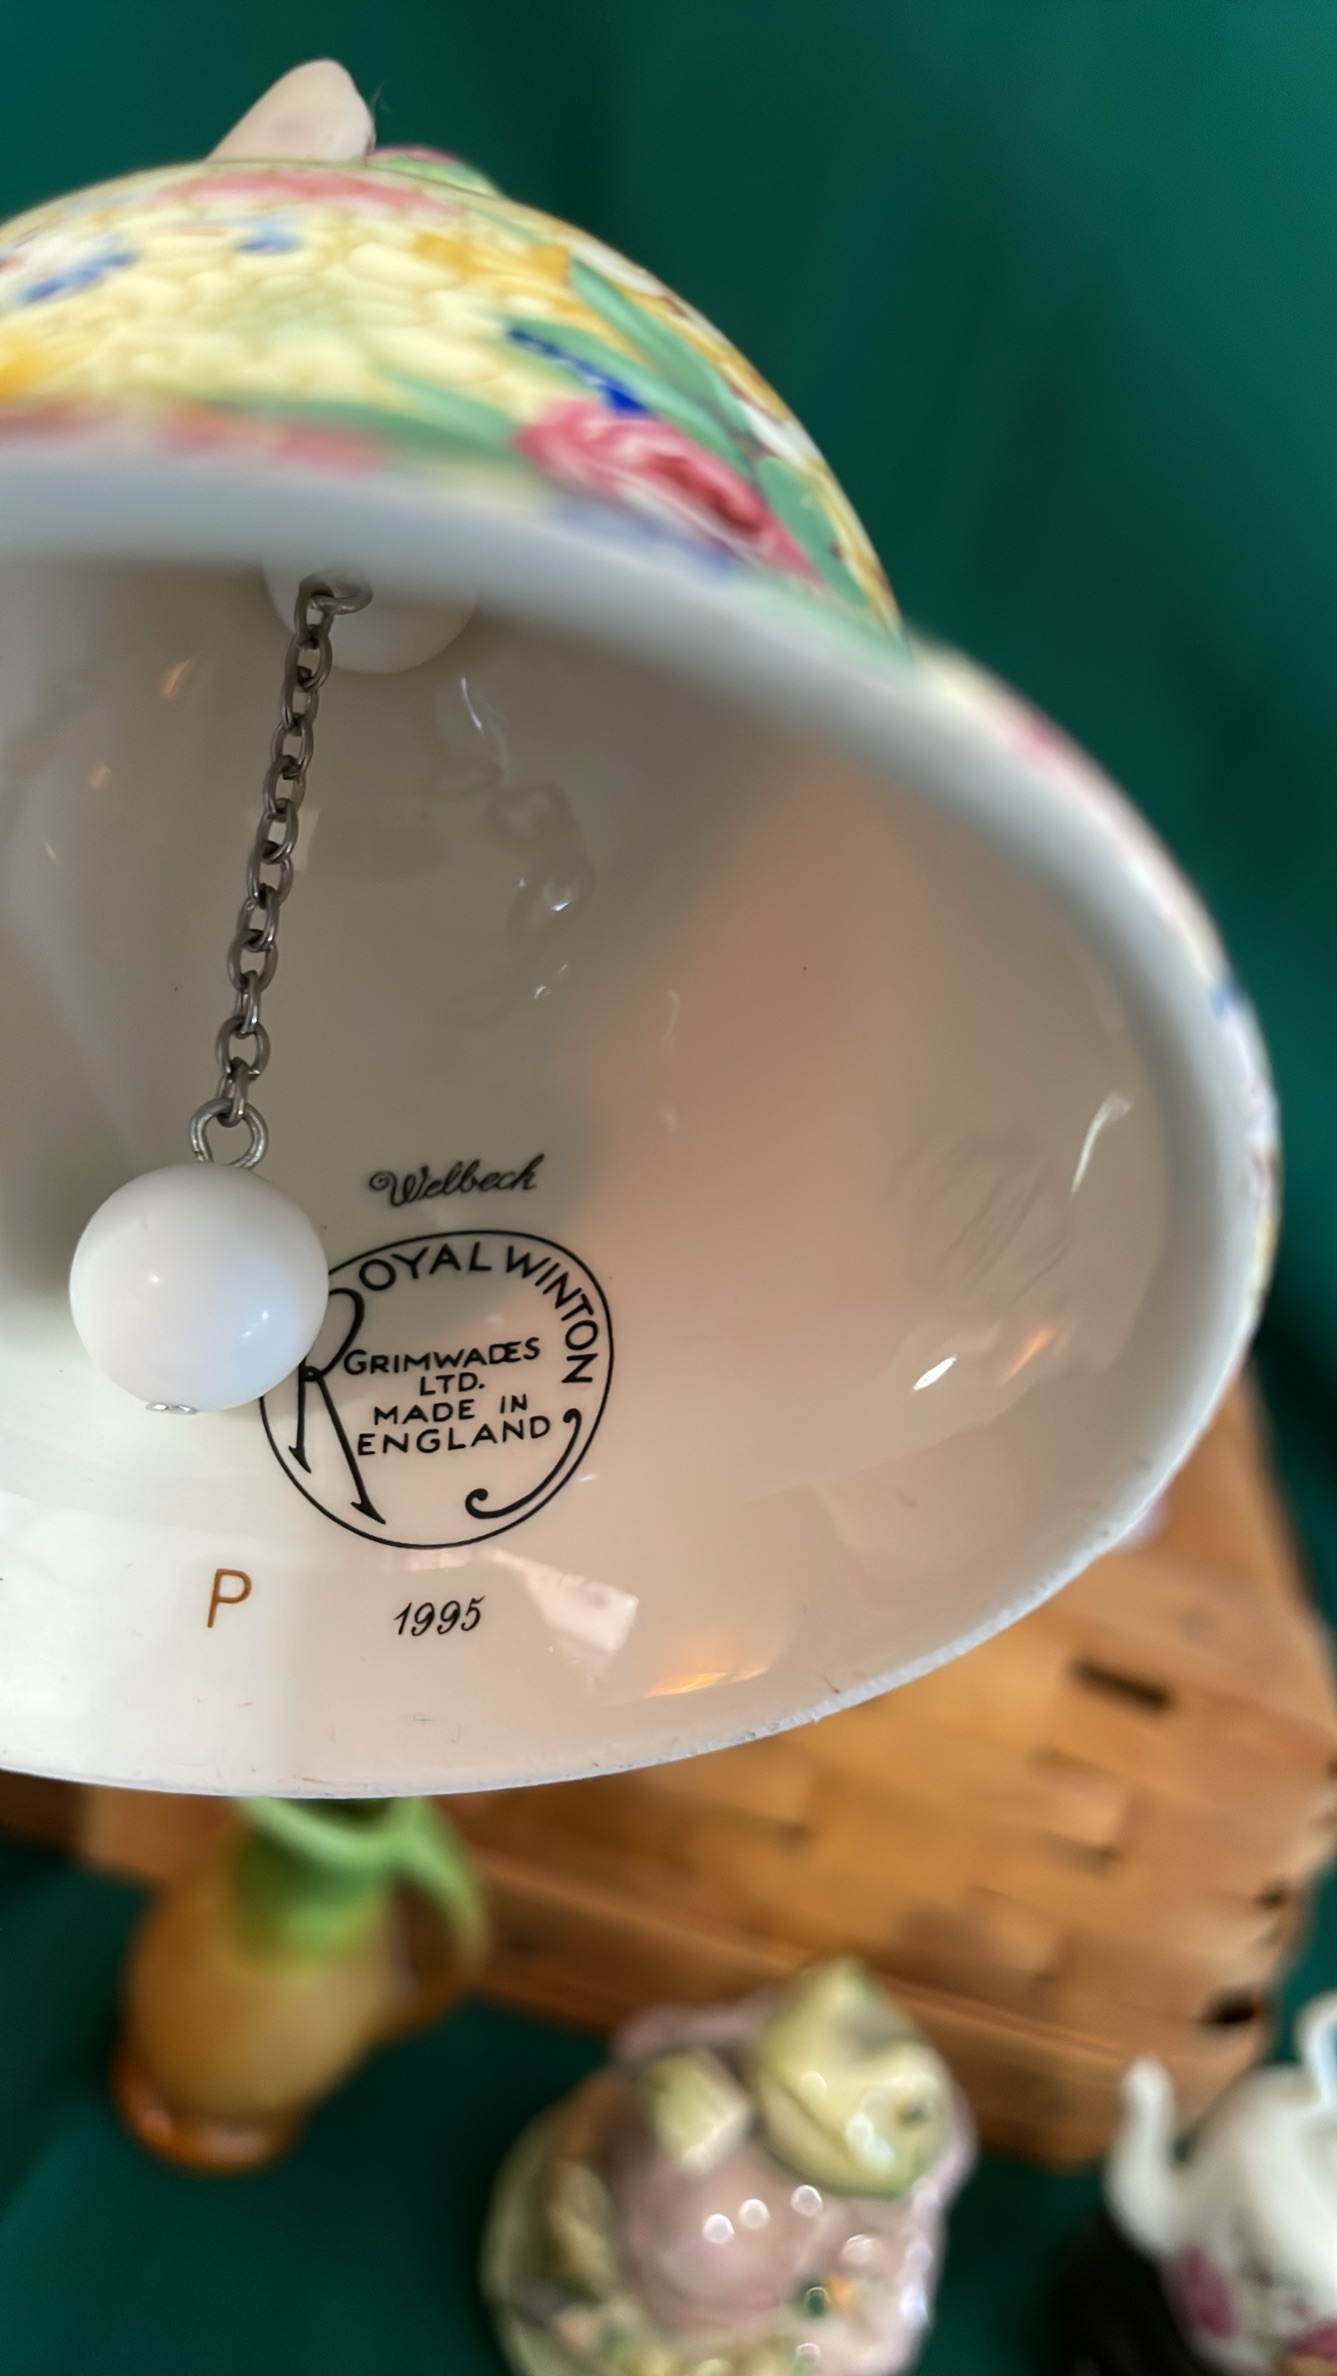 Welbeck
ROYAL WINTON
GRIMWADES
LTD.
MADE IN
ENGLAND
P
1995